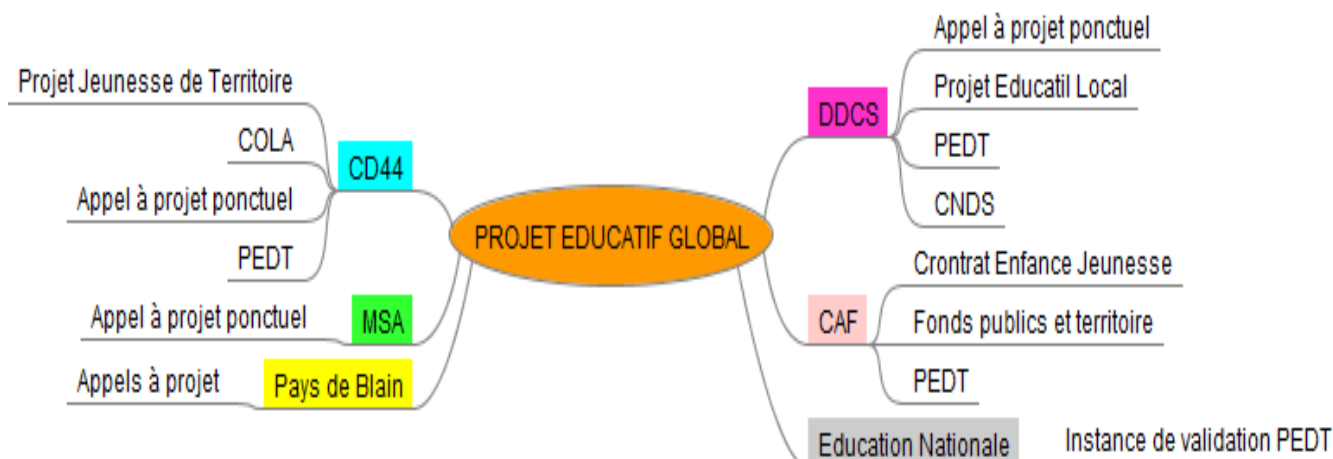 Projet Jeunesse de Territoire
COLA
Appel à projet ponctuel
PEDT
CD44
Appel à projet ponctuel
MSA
Appels à projet
Pays de Blain
PROJET EDUCATIF GLOBAL
DDCS
Appel à projet ponctuel
Projet Educatil Local
PEDT
CNDS
CAF
Crontrat Enfance Jeunesse
Fonds publics et territoire
PEDT
Education Nationale
Instance de validation PEDT